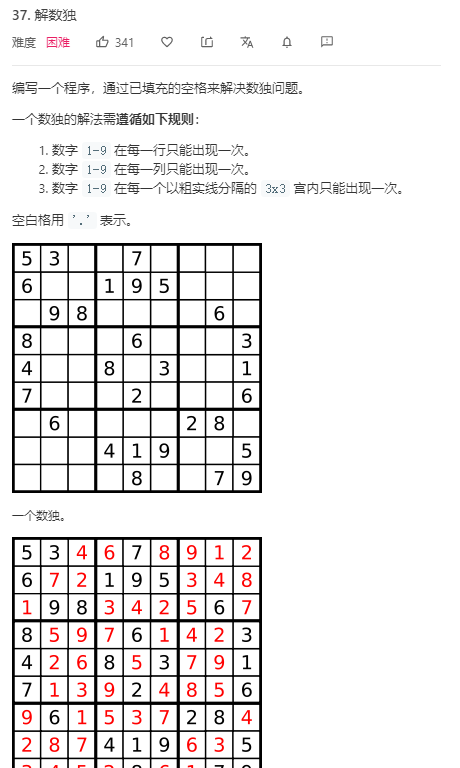 37. 解数独
难度 困难 341
编写一个程序，通过已填充的空格来解决数独问题。
一个数独的解法需遵循如下规则：
1. 数字 1-9 在每一行只能出现一次。
2. 数字 1-9 在每一列只能出现一次。
3. 数字 1-9 在每一个以粗实线分隔的 3x3 宫内只能出现一次。
空白格用 '.' 表示。
5 3 7
6 1 9 5
9 8 6
8 6 3
4 8 3 1
7 2 6
6 2 8
4 1 9 5
8 7 9
一个数独。
5 3 4 6 7 8 9 1 2
6 7 2 1 9 5 3 4 8
1 9 8 3 4 2 5 6 7
8 5 9 7 6 1 4 2 3
4 2 6 8 5 3 7 9 1
7 1 3 9 2 4 8 5 6
9 6 1 5 3 7 2 8 4
2 8 7 4 1 9 6 3 5